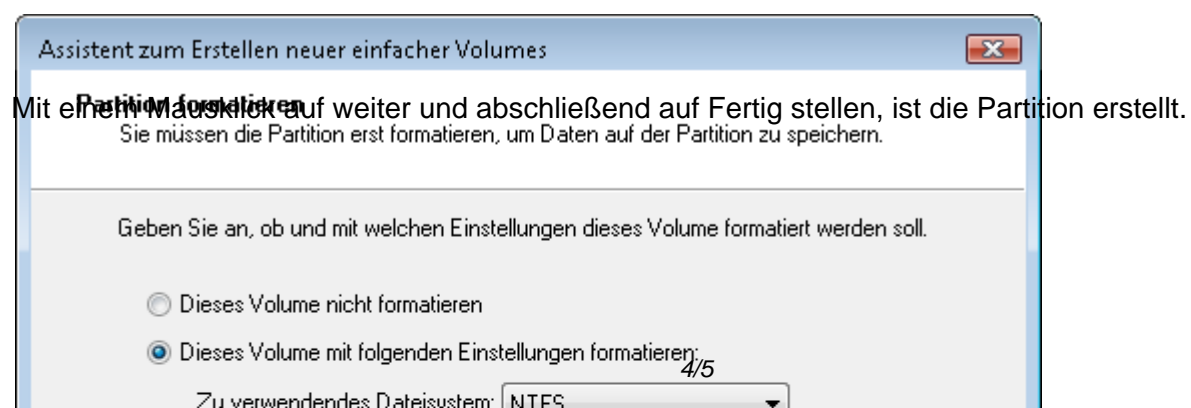 Assistent zum Erstellen neuer einfacher Volumes
Partition formatieren
Mit einem Mausklick auf weiter und abschließend auf Fertig stellen, ist die Partition erstellt.
Sie müssen die Partition erst formatieren, um Daten auf der Partition zu speichern.
Geben Sie an, ob und mit welchen Einstellungen dieses Volume formatiert werden soll.
Dieses Volume nicht formatieren
Dieses Volume mit folgenden Einstellungen formatieren:
4/5
Zu verwendendes Dateisystem: NTFS